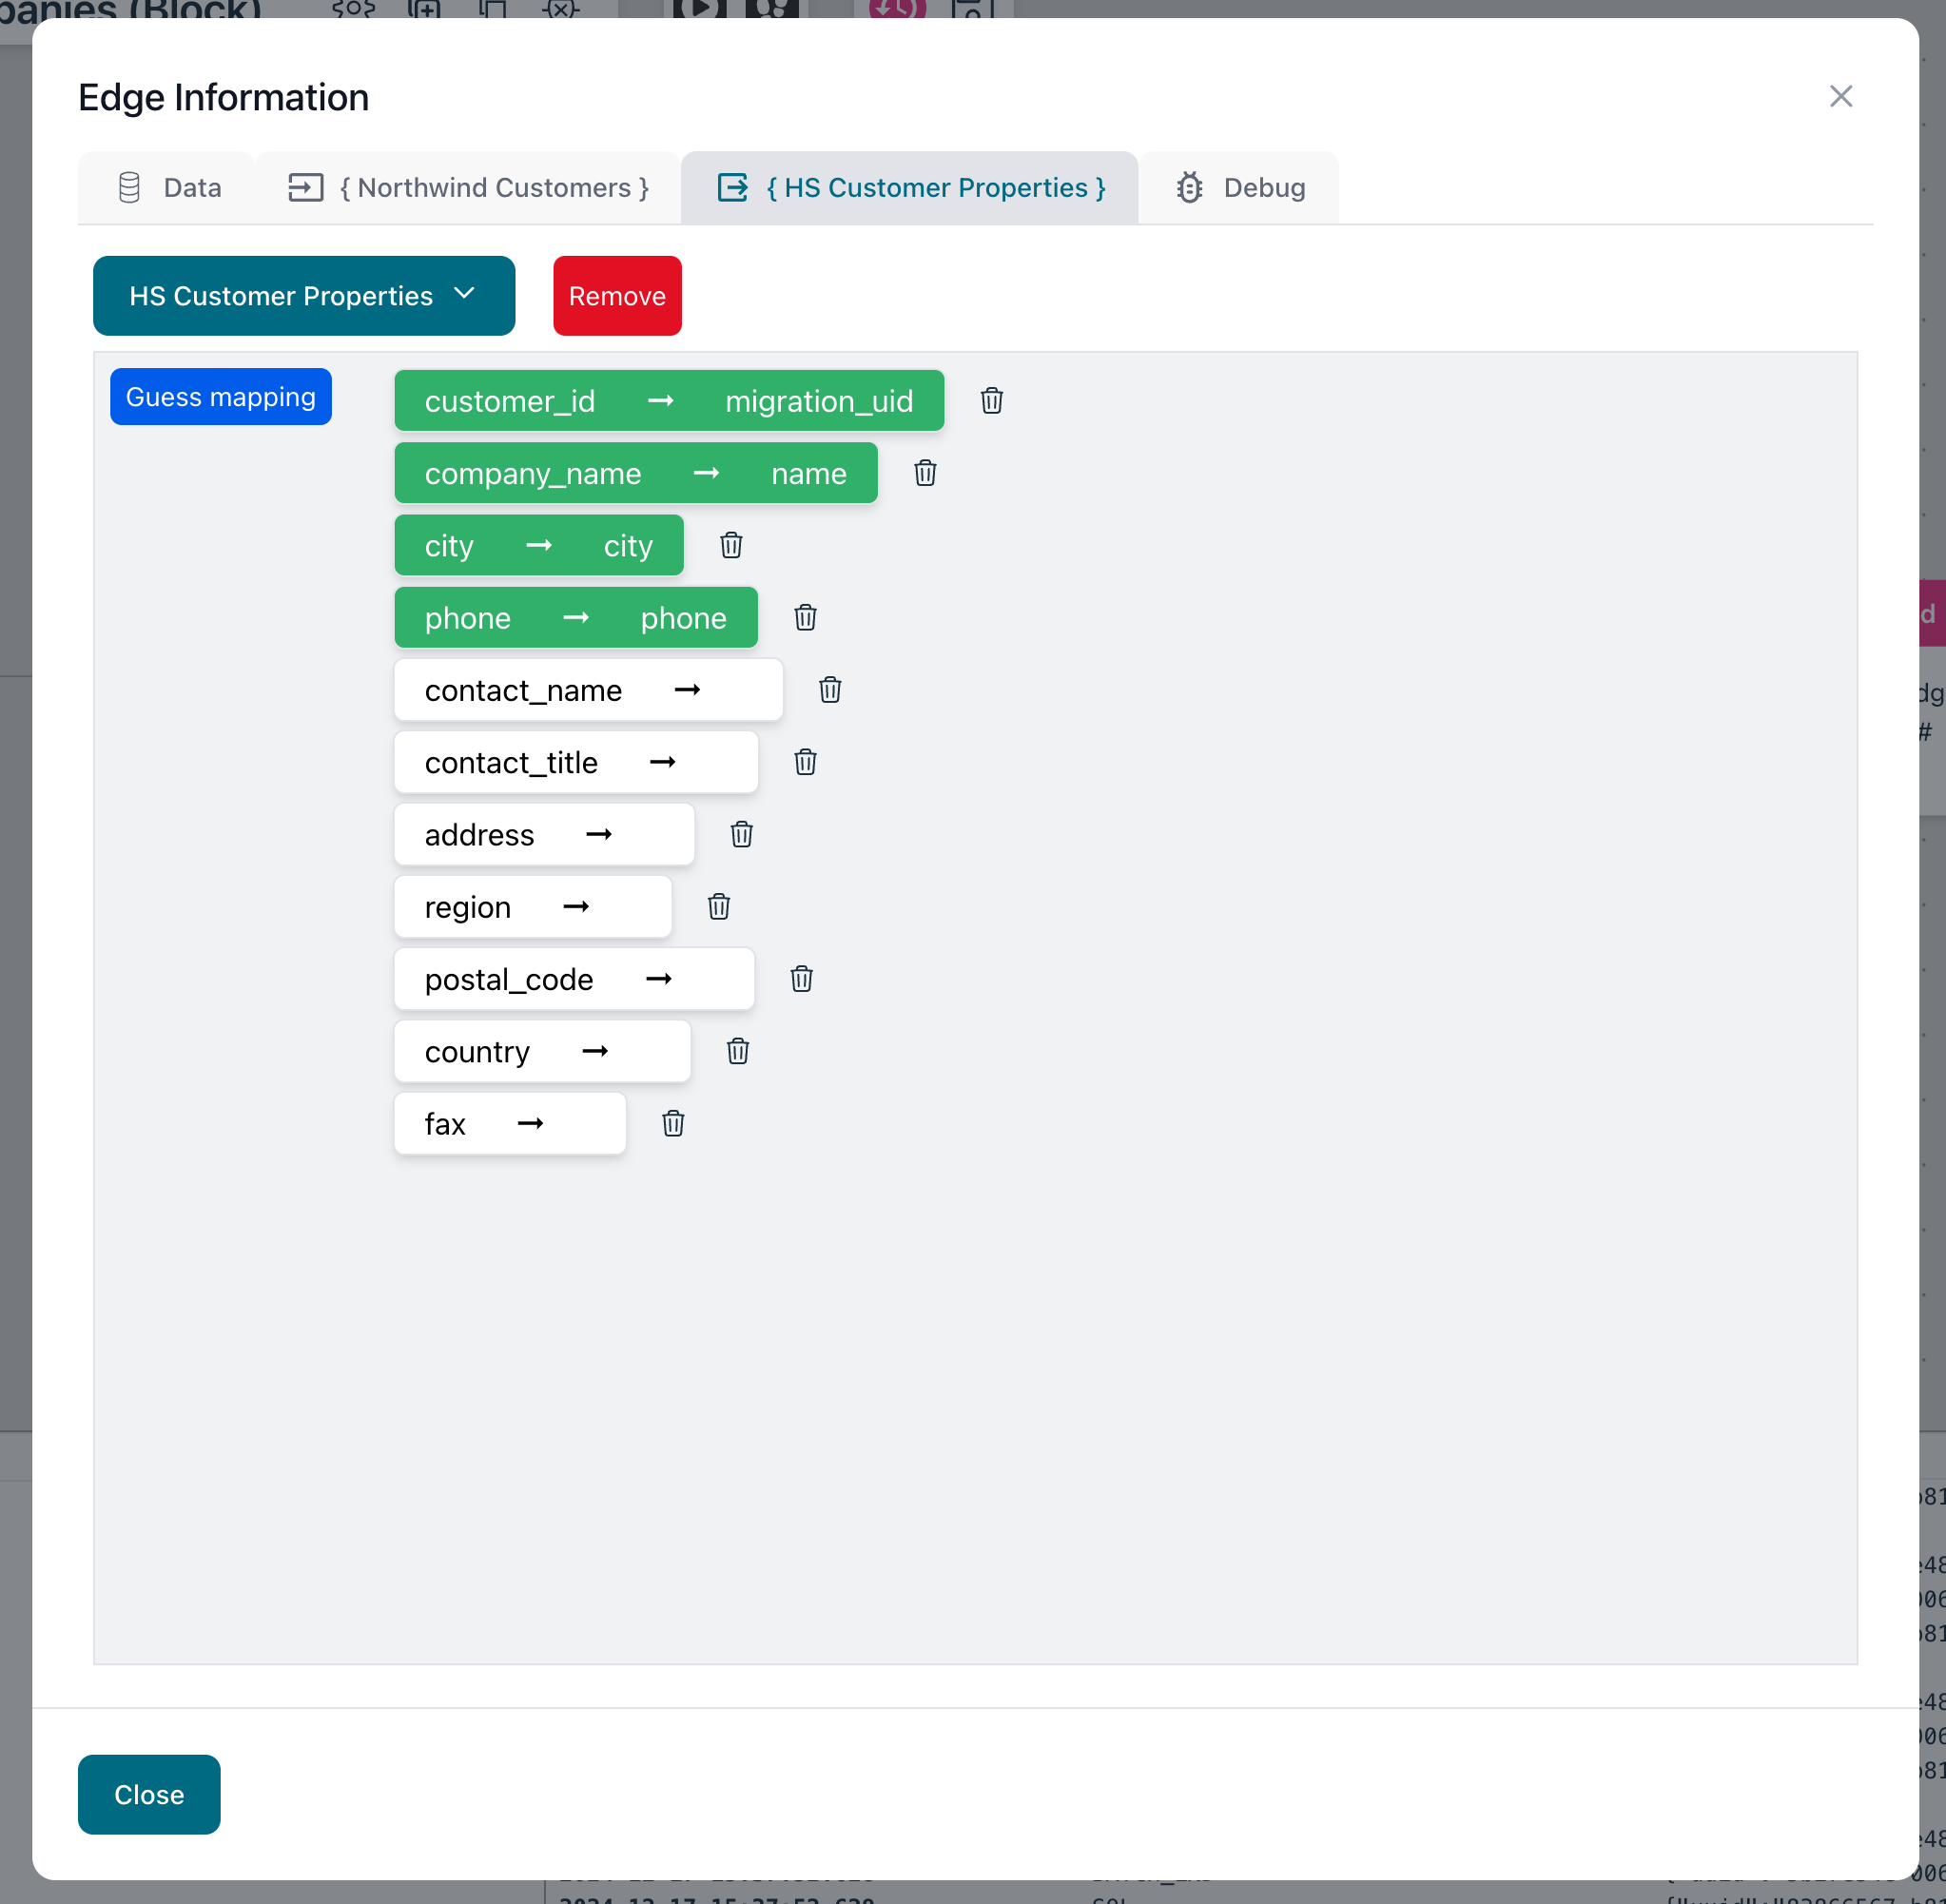 (Block)
Edge Information
Data
{ Northwind Customers }
{ HS Customer Properties }
Debug
HS Customer Properties
Remove
Guess mapping
customer_id → migration_uid
company_name → name
city → city
phone → phone
contact_name →
contact_title →
address →
region →
postal_code →
country →
fax →
Close